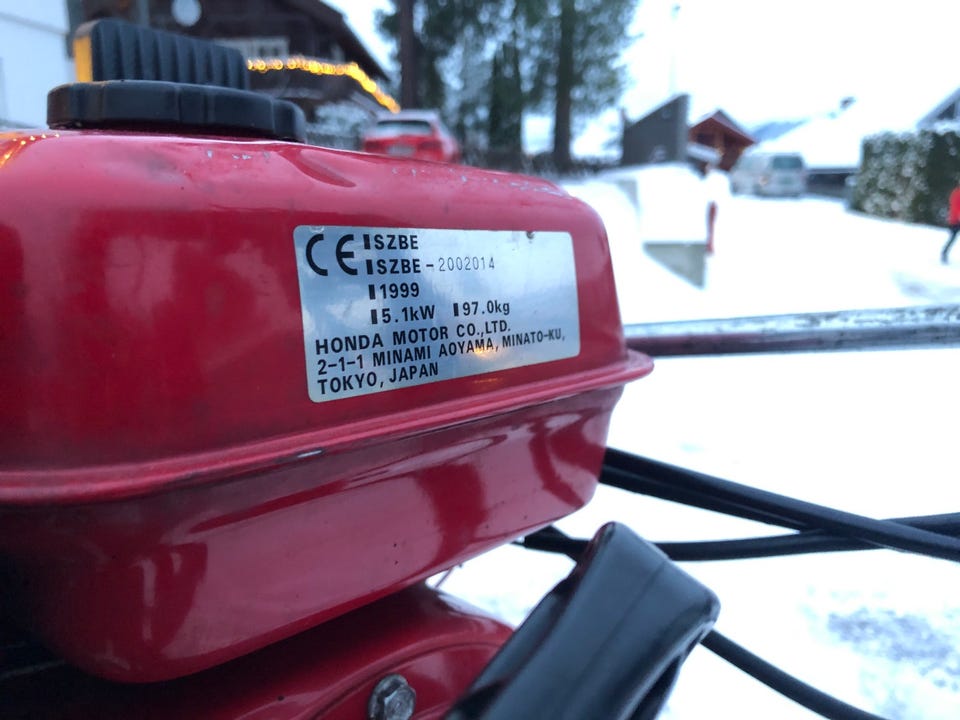 CE SZBE
SZBE-2002014
1999
5.1kW 97.0kg
HONDA MOTOR CO.,LTD.
2-1-1 MINAMI AOYAMA, MINATO-KU,
TOKYO, JAPAN